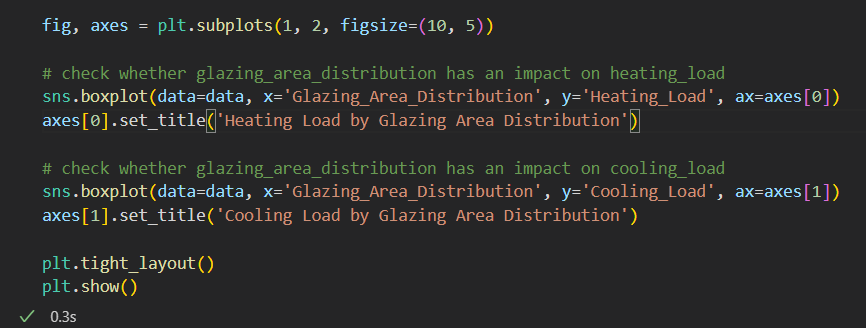 fig, axes = plt.subplots(1, 2, figsize=(10, 5))
# check whether glazing_area_distribution has an impact on heating_load
sns.boxplot(data=data, x='Glazing_Area_Distribution', y='Heating_Load', ax=axes[0])
axes[0].set_title('Heating Load by Glazing Area Distribution')
# check whether glazing_area_distribution has an impact on cooling_load
sns.boxplot(data=data, x='Glazing_Area_Distribution', y='Cooling_Load', ax=axes[1])
axes[1].set_title('Cooling Load by Glazing Area Distribution')
plt.tight_layout()
plt.show()
0.3s